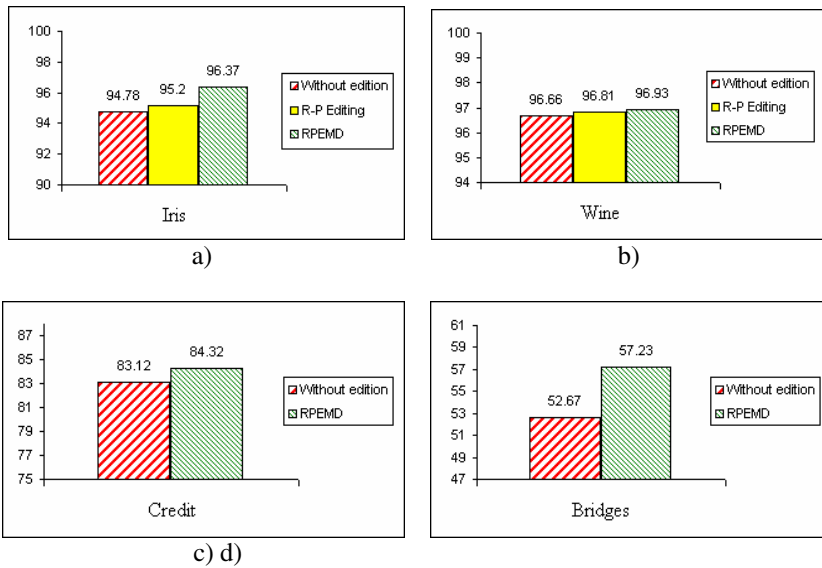 100
98
96
94
92
90
94.78
95.2
96.37
Without edition
R-P Editing
RPEMD
Iris
a)
100
99
98
97
96
95
94
96.66
96.81
96.93
Without edition
R-P Editing
RPEMD
Wine
b)
87
85
83
81
79
77
75
83.12
84.32
Without edition
RPEMD
Credit
61
59
57
55
53
51
49
47
52.67
57.23
Without edition
RPEMD
Bridges
c) d)